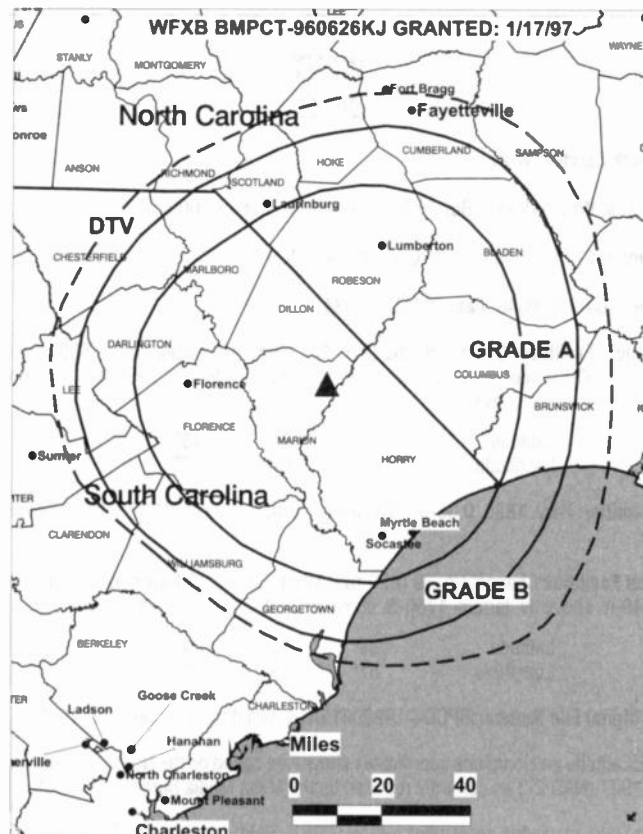 WFXB BMPCT-960626KJ GRANTED: 1/17/97
STANLY
MONTGOMERY
WAYNE
Fort Bragg
Fayetteville
North Carolina
onroe
ANSON
RICHMOND
SCOTLAND
HOKE
CUMBERLAND
SAMPSON
DTV
Laurinburg
Lumberton
CHESTERFIELD
MARLBORO
ROBESON
BLADEN
DILLON
DARLINGTON
GRADE A
LEE
Florence
COLUMBUS
BRUNSWICK
FLORENCE
MARION
HORRY
Sumter
South Carolina
Myrtle Beach
Socastee
CLARENDON
WILLIAMSBURG
GRADE B
GEORGETOWN
BERKELEY
Goose Creek
Ladson
CHARLESTON
Hanahan
Miles
merville
North Charleston
Mount Pleasant
0 20 40
Charleston